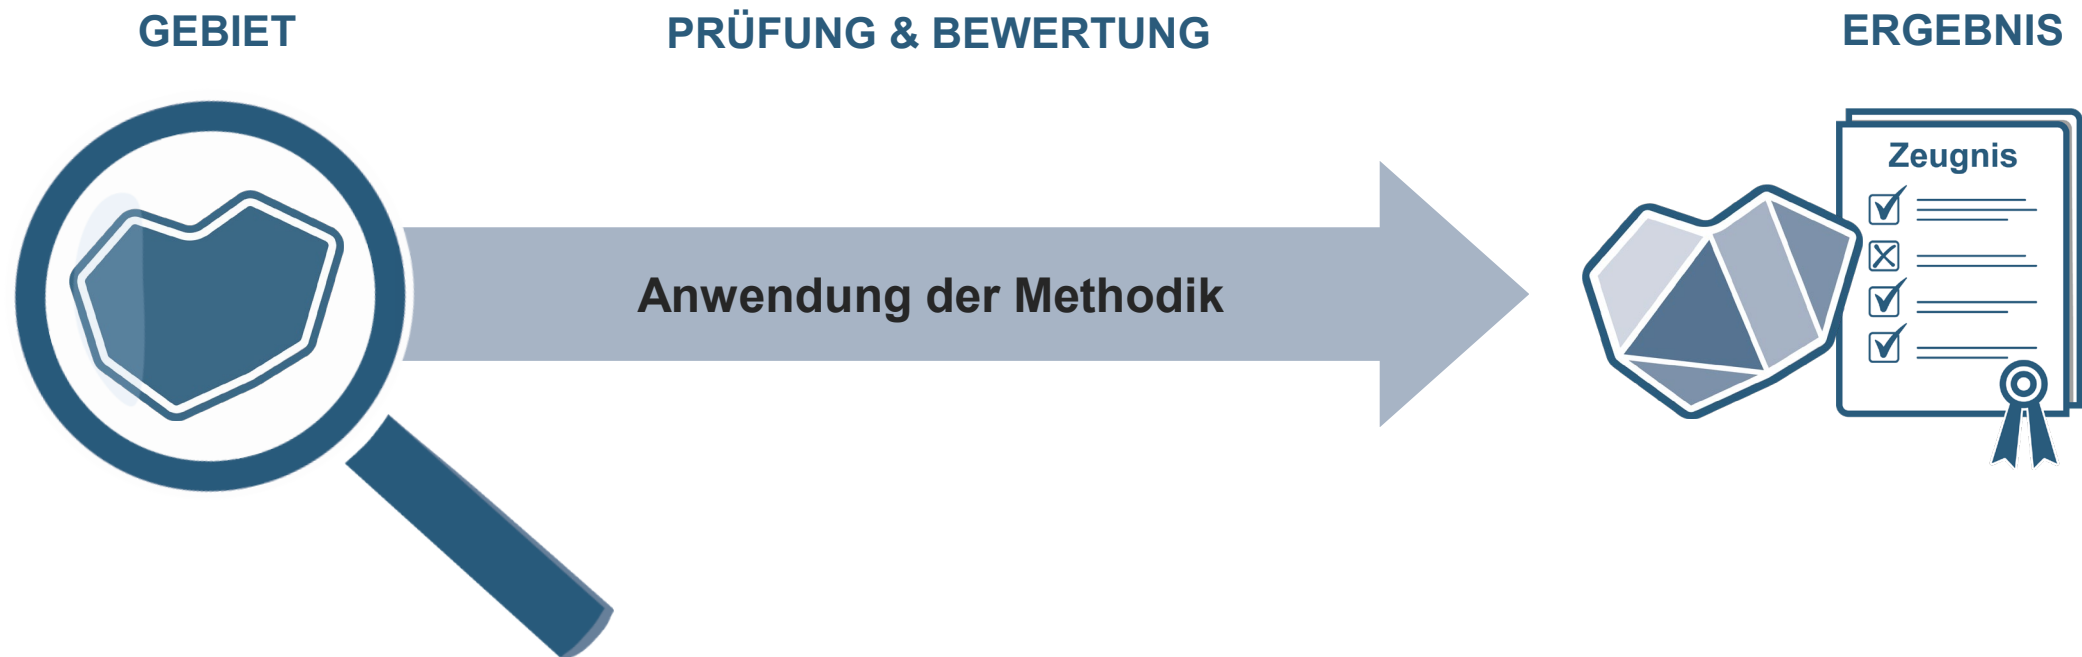 GEBIET
PRÜFUNG & BEWERTUNG
ERGEBNIS
Anwendung der Methodik
Zeugnis